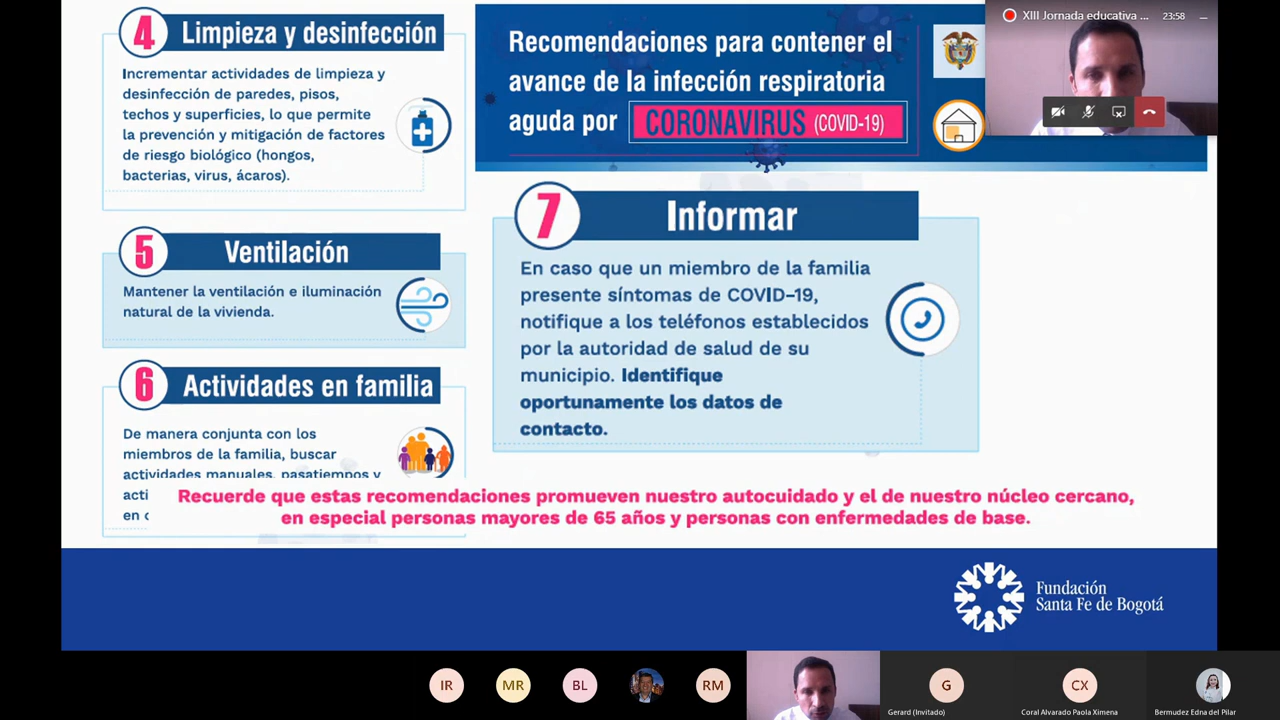 4 Limpieza y desinfección
Incrementar actividades de limpieza y
desinfección de paredes, pisos,
techos y superficies, lo que permite
la prevención y mitigación de factores
de riesgo biológico (hongos,
bacterias, virus, ácaros).
5 Ventilación
Mantener la ventilación e iluminación
natural de la vivienda.
6 Actividades en familia
De manera conjunta con los
miembros de la familia, buscar
actividades manuales, pasatiempos y
acti
en c
Recomendaciones para contener el
avance de la infección respiratoria
aguda por CORONAVIRUS (COVID-19)
XIII Jornada educativa ... 23:58
7 Informar
En caso que un miembro de la familia
presente síntomas de COVID-19,
notifique a los teléfonos establecidos
por la autoridad de salud de su
municipio. Identifique
oportunamente los datos de
contacto.
Recuerde que estas recomendaciones promueven nuestro autocuidado y el de nuestro núcleo cercano,
en especial personas mayores de 65 años y personas con enfermedades de base.
Fundación
Santa Fe de Bogotá
IR MR BL RM G CX
Gerard (Invitado) Coral Alvarado Paola Ximena Bermudez Edna del Pilar